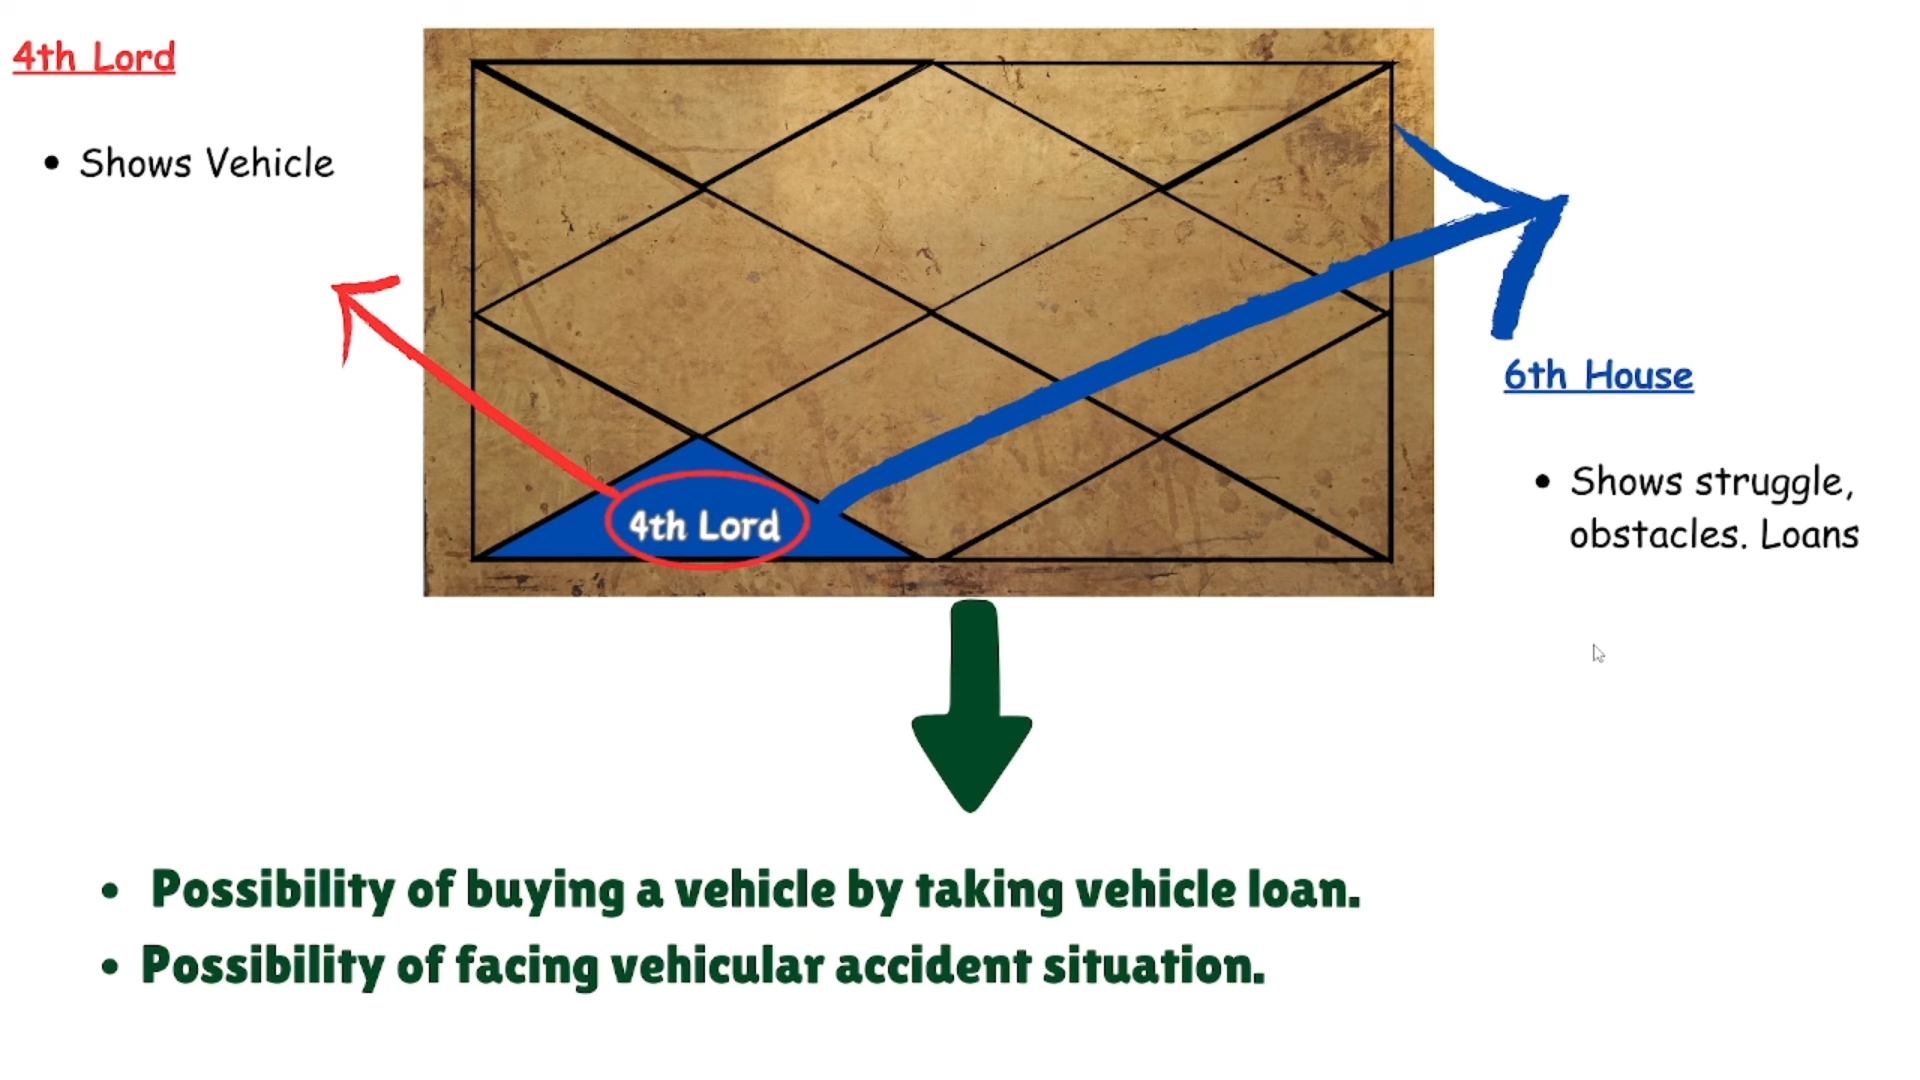 4th Lord
• Shows Vehicle
4th Lord
6th House
• Shows struggle,
obstacles. Loans
• Possibility of buying a vehicle by taking vehicle loan.
• Possibility of facing vehicular accident situation.